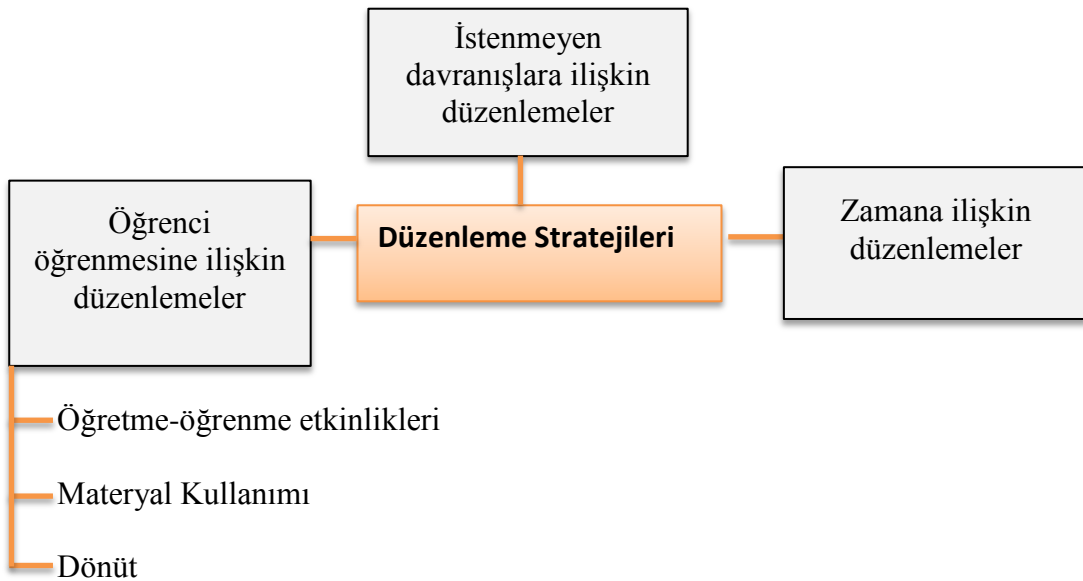 İstenmeyen
davranışlara ilişkin
düzenlemeler
Öğrenci
öğrenmesine ilişkin
düzenlemeler
Düzenleme Stratejileri
Zamana ilişkin
düzenlemeler
Öğretme-öğrenme etkinlikleri
Materyal Kullanımı
Dönüt